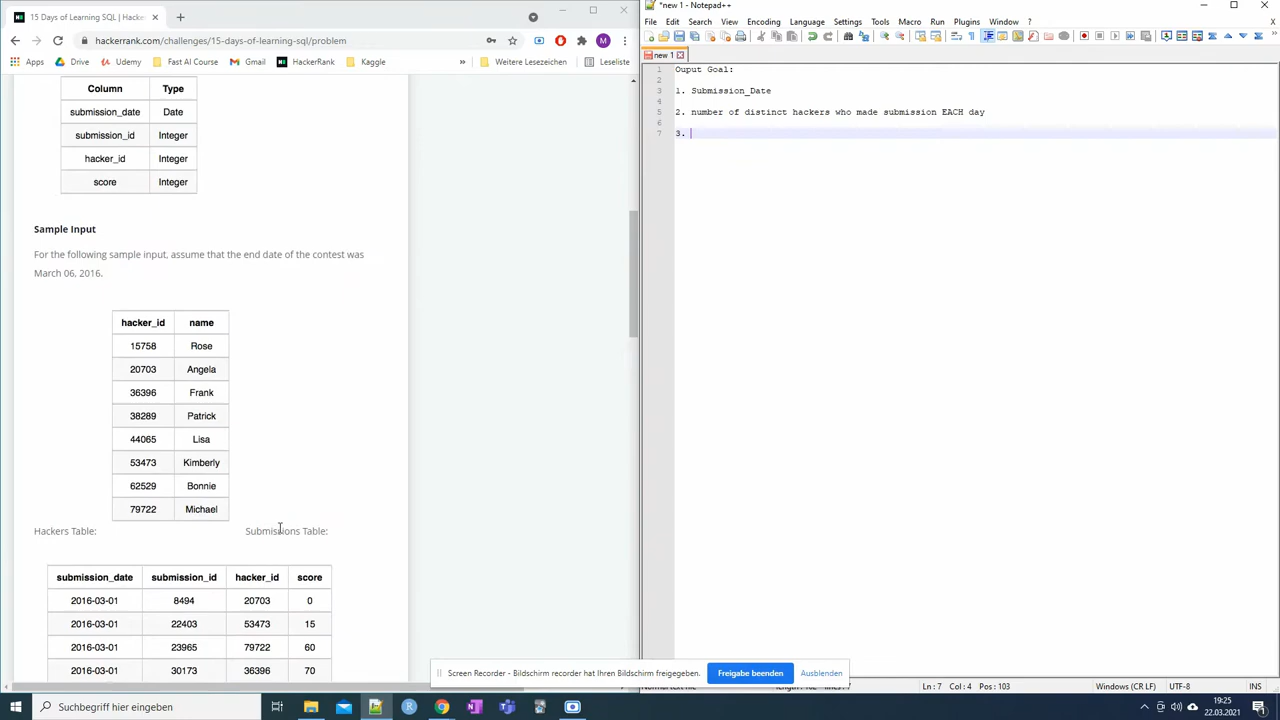 15 Days of Learning SQL | Hacker
*new 1 - Notepad++
File Edit Search View Encoding Language Settings Tools Macro Run Plugins Window ?
hackerrank.com/challenges/15-days-of-learning-sql/problem
M
Apps Drive Udemy Fast AI Course Gmail HackerRank Kaggle » Weitere Lesezeichen Leseliste
new 1
1 Ouput Goal:
2
3 1. Submission_Date
4
5 2. number of distinct hackers who made submission EACH day
6
7 3.
Column Type
submission_date Date
submission_id Integer
hacker_id Integer
score Integer
Sample Input
For the following sample input, assume that the end date of the contest was
March 06, 2016.
hacker_id name
15758 Rose
20703 Angela
36396 Frank
38289 Patrick
44065 Lisa
53473 Kimberly
62529 Bonnie
79722 Michael
Hackers Table: Submissions Table:
submission_date submission_id hacker_id score
2016-03-01 8494 20703 0
2016-03-01 22403 53473 15
2016-03-01 23965 79722 60
2016-03-01 30173 36396 70
Screen Recorder - Bildschirm recorder hat Ihren Bildschirm freigegeben. Freigabe beenden Ausblenden
Ln : 7 Col : 4 Pos : 103 Windows (CR LF) UTF-8 INS
Suchbegriff hier eingeben
19:25
22.03.2021